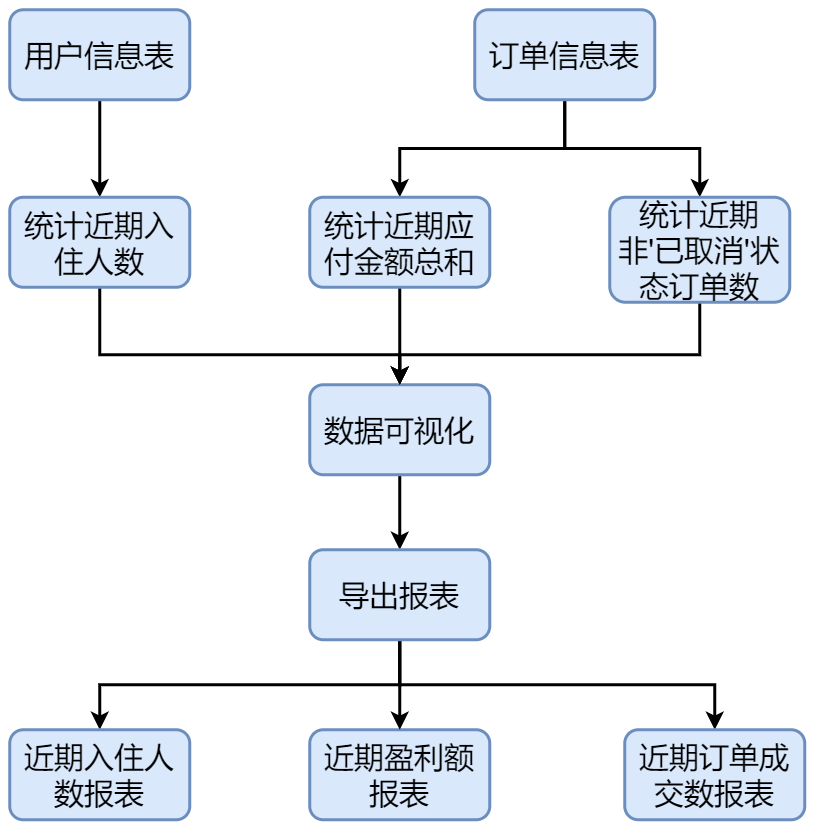 用户信息表
订单信息表
统计近期入
住人数
统计近期应
付金额总和
统计近期
非'已取消'状
态订单数
数据可视化
导出报表
近期入住人
数报表
近期盈利额
报表
近期订单成
交数报表